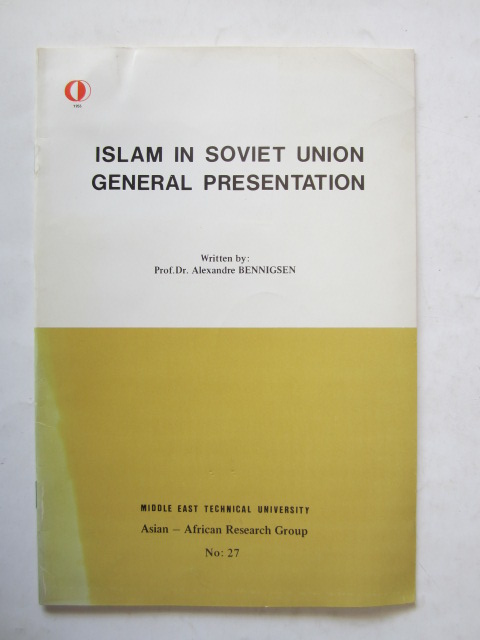 ISLAM IN SOVIET UNION
GENERAL PRESENTATION
Written by:
Prof.Dr. Alexandre BENNIGSEN
MIDDLE EAST TECHNICAL UNIVERSITY
Asian – African Research Group
No: 27